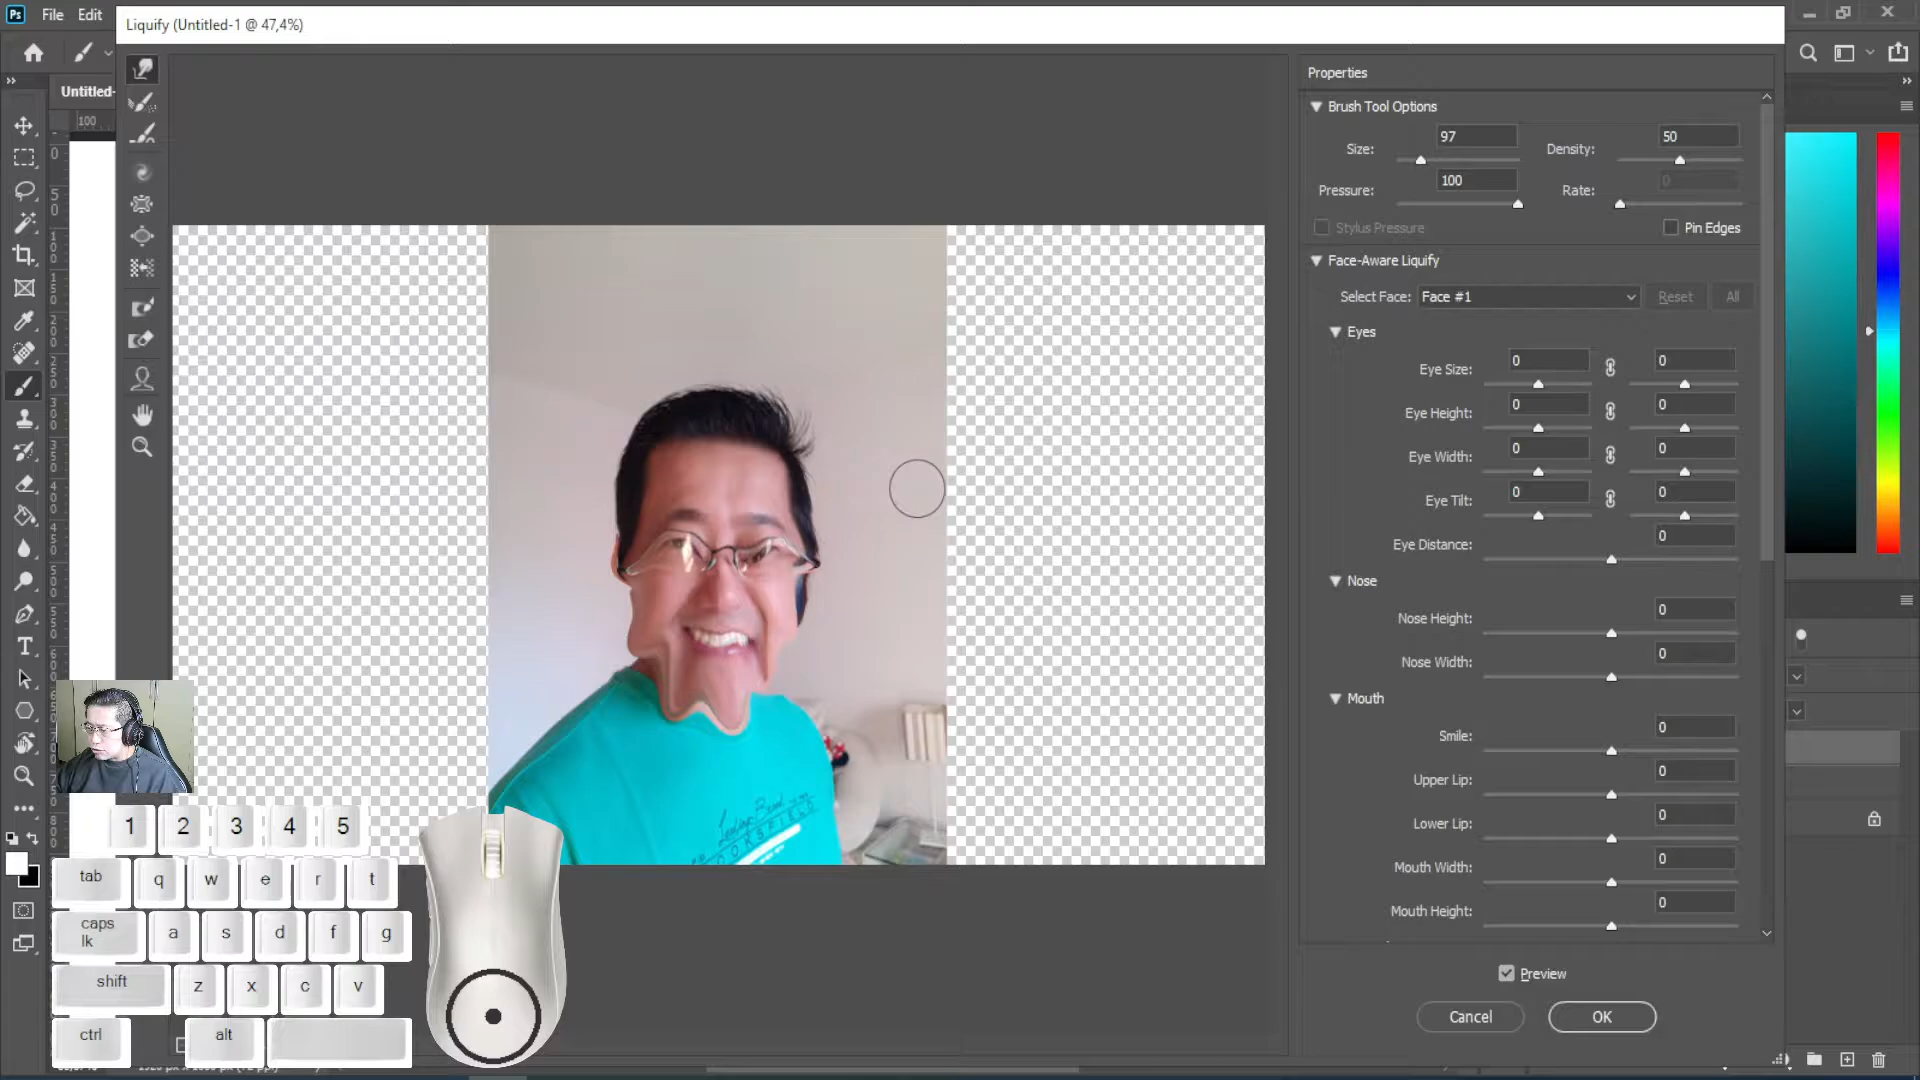 Ps File Edit
Liquify (Untitled-1 @ 47,4%)
Untitled-
100
Properties
Brush Tool Options
Size: 97 Density: 50
Pressure: 100 Rate: 0
Stylus Pressure Pin Edges
Face-Aware Liquify
Select Face: Face #1 Reset All
Eyes
Eye Size: 0 0
Eye Height: 0 0
Eye Width: 0 0
Eye Tilt: 0 0
Eye Distance: 0
Nose
Nose Height: 0
Nose Width: 0
Mouth
Smile: 0
Upper Lip: 0
Lower Lip: 0
Mouth Width: 0
Mouth Height: 0
Preview
Cancel OK
1 2 3 4 5
tab q w e r t
caps
lk a s d f g
shift z x c v
ctrl alt